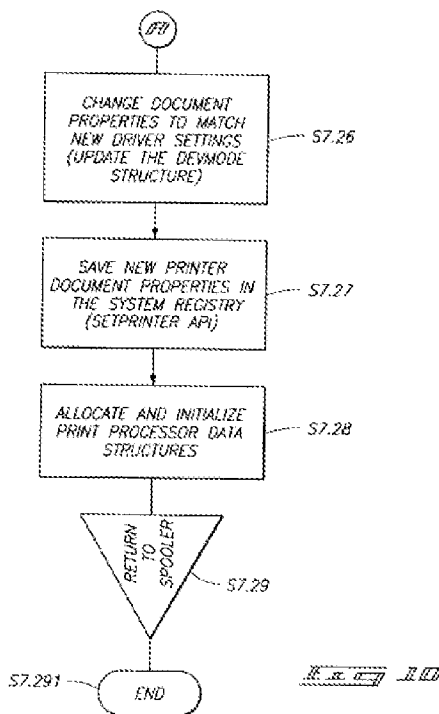 CHANGE DOCUMENT
PROPERTIES TO MATCH
NEW DRIVER SETTINGS
(UPDATE THE DEVMODE
STRUCTURE)
S7.26
SAVE NEW PRINTER
DOCUMENT PROPERTIES IN
THE SYSTEM REGISTRY
(SETPRINTER API)
S7.27
ALLOCATE AND INITIALIZE
PRINT PROCESSOR DATA
STRUCTURES
S7.28
RETURN
TO
SPOOLER
S7.29
S7.291
END
Fig 10